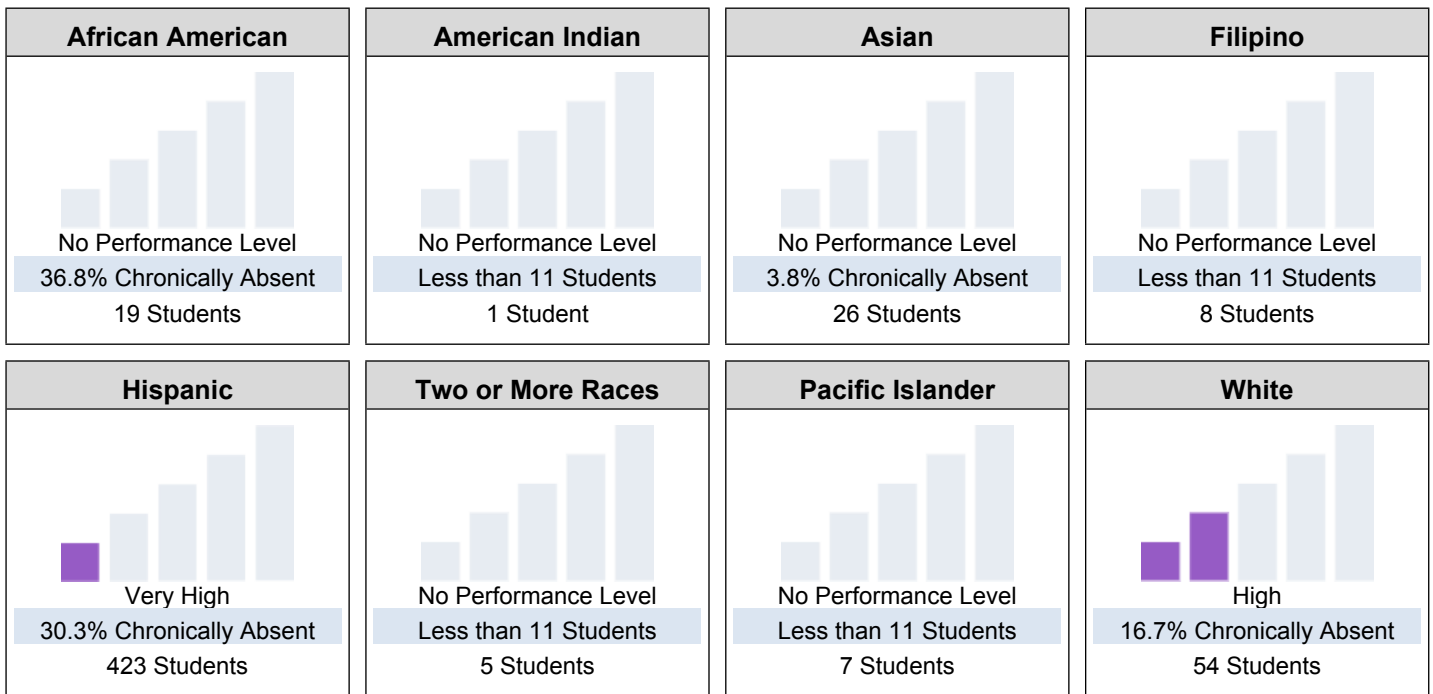 African American
No Performance Level
36.8% Chronically Absent
19 Students
American Indian
No Performance Level
Less than 11 Students
1 Student
Asian
No Performance Level
3.8% Chronically Absent
26 Students
Filipino
No Performance Level
Less than 11 Students
8 Students
Hispanic
Very High
30.3% Chronically Absent
423 Students
Two or More Races
No Performance Level
Less than 11 Students
5 Students
Pacific Islander
No Performance Level
Less than 11 Students
7 Students
White
High
16.7% Chronically Absent
54 Students